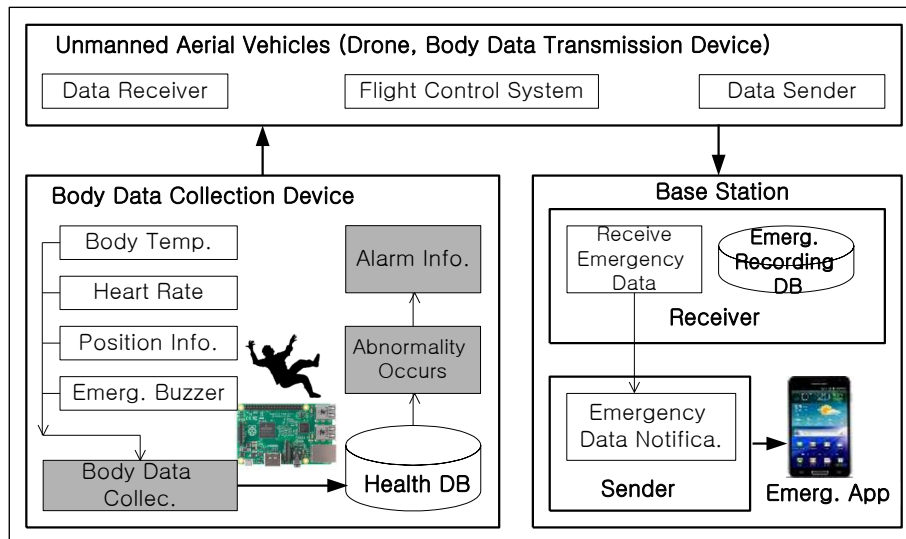 Unmanned Aerial Vehicles (Drone, Body Data Transmission Device)
Data Receiver
Flight Control System
Data Sender
Body Data Collection Device
Body Temp.
Heart Rate
Position Info.
Emerg. Buzzer
Body Data
Collec.
Alarm Info.
Abnormality
Occurs
Health DB
Base Station
Receive
Emergency
Data
Emerg.
Recording
DB
Receiver
Emergency
Data Notifica.
Sender
Emerg. App